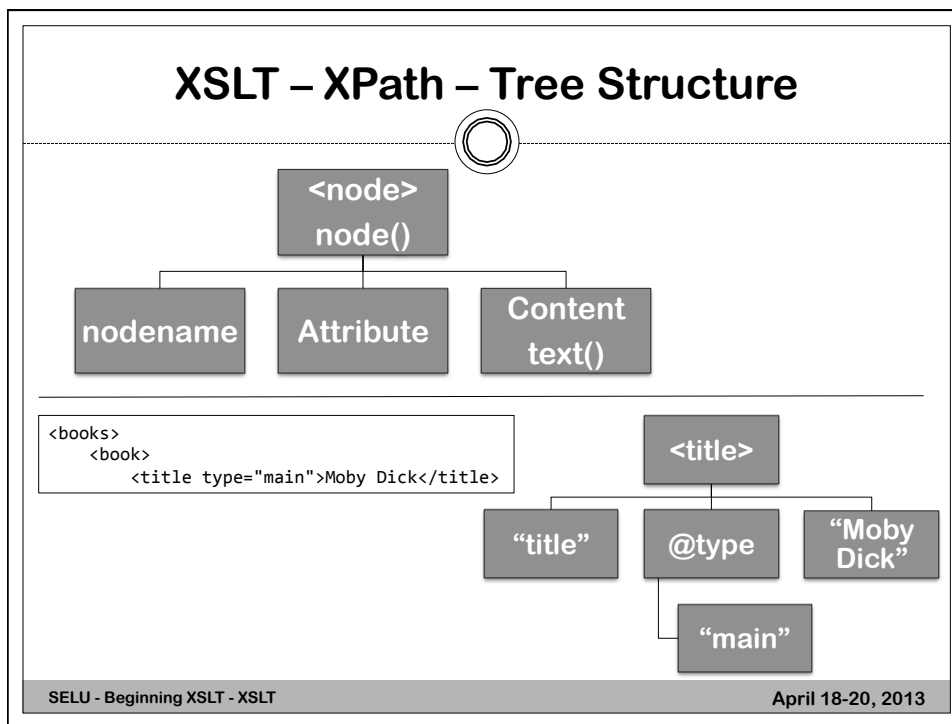 XSLT – XPath – Tree Structure
<node>
node()
nodename
Attribute
Content
text()
<books>
    <book>
        <title type="main">Moby Dick</title>
<title>
“title”
@type
“Moby
Dick”
“main”
SELU - Beginning XSLT - XSLT
April 18-20, 2013